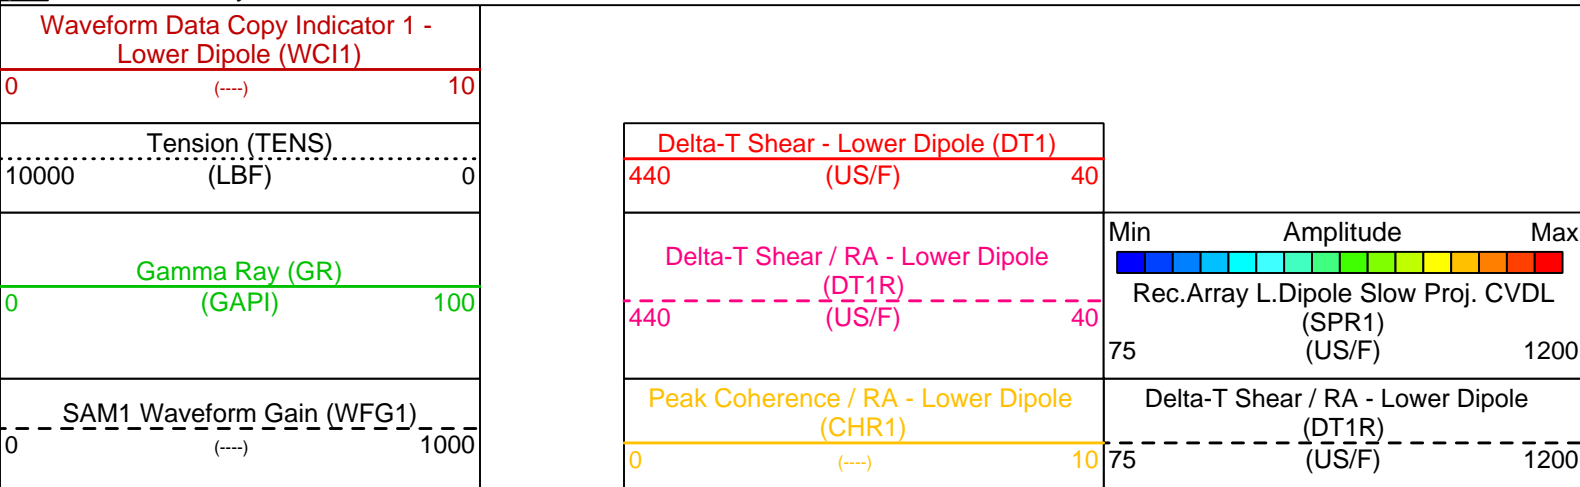 Waveform Data Copy Indicator 1 -
Lower Dipole (WCI1)
0 (----) 10
Tension (TENS)
10000 (LBF) 0
Gamma Ray (GR)
0 (GAPI) 100
SAM1 Waveform Gain (WFG1)
0 (----) 1000
Delta-T Shear - Lower Dipole (DT1)
440 (US/F) 40
Delta-T Shear / RA - Lower Dipole
(DT1R)
440 (US/F) 40
Peak Coherence / RA - Lower Dipole
(CHR1)
0 (----) 10
Min Amplitude Max
Rec.Array L.Dipole Slow Proj. CVDL
(SPR1)
75 (US/F) 1200
Delta-T Shear / RA - Lower Dipole
(DT1R)
75 (US/F) 1200